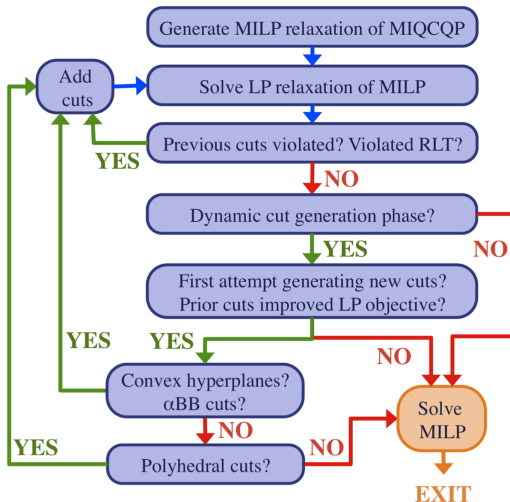 Generate MILP relaxation of MIQCQP
Add
cuts
Solve LP relaxation of MILP
Previous cuts violated? Violated RLT?
YES
NO
Dynamic cut generation phase?
YES
NO
First attempt generating new cuts?
Prior cuts improved LP objective?
YES
YES
NO
Convex hyperplanes?
αBB cuts?
Solve
MILP
NO
NO
YES
Polyhedral cuts?
EXIT